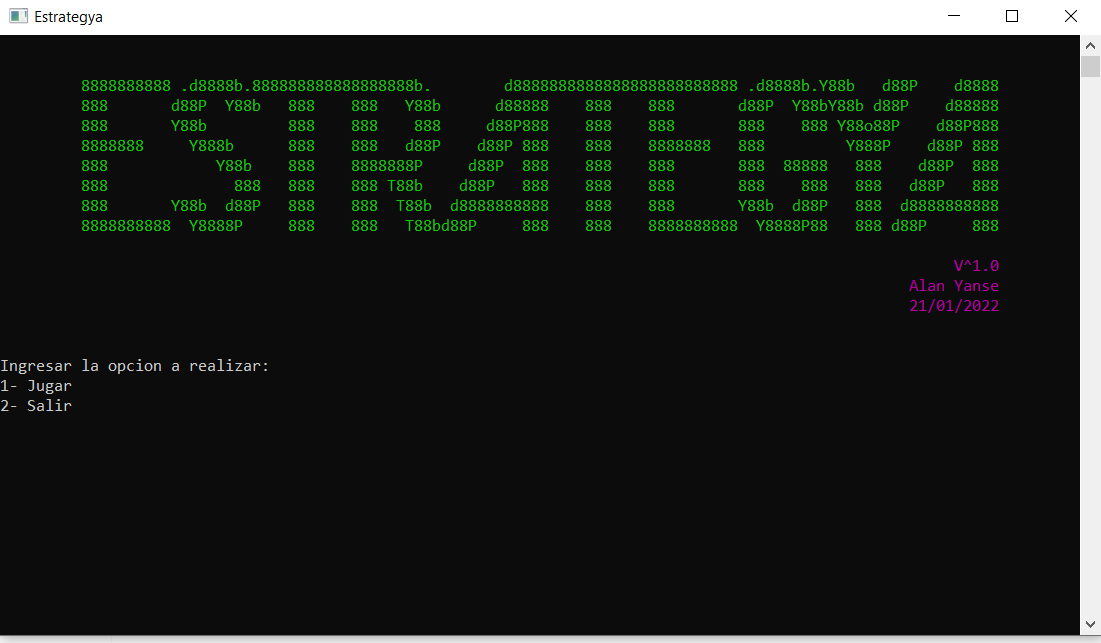 Estrategya
8888888888 .d8888b.888888888888888888b.        d8888888888888888888888888 .d8888b.Y88b   d88P    d8888
888       d88P  Y88b   888    888   Y88b      d88888    888    888       d88P  Y88bY88b d88P    d88888
888       Y88b         888    888    888     d88P888    888    888       888    888 Y88o88P    d88P888
8888888     Y888b      888    888   d88P    d88P 888    888    8888888   888         Y888P    d88P 888
888            Y88b    888    8888888P     d88P  888    888    888       888  88888   888    d88P  888
888              888   888    888 T88b    d88P   888    888    888       888    888   888   d88P   888
888       Y88b  d88P   888    888  T88b  d8888888888    888    888       Y88b  d88P   888  d8888888888
8888888888  Y8888P     888    888   T88bd88P     888    888    8888888888  Y8888P88   888 d88P     888
V^1.0
Alan Yanse
21/01/2022
Ingresar la opcion a realizar:
1- Jugar
2- Salir